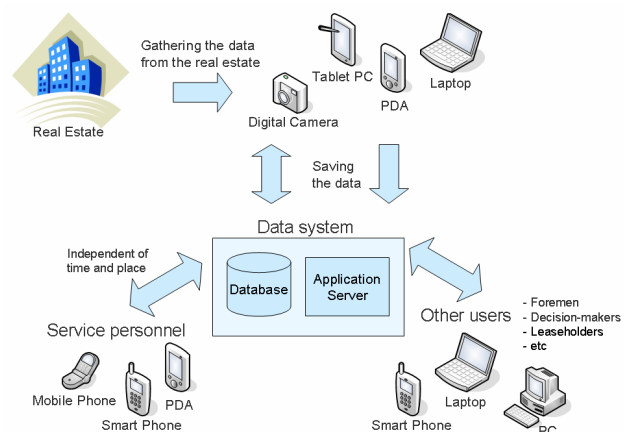 Gathering the data
from the real estate
Tablet PC
Laptop
PDA
Digital Camera
Real Estate
Saving
the data
Data system
Independent of
time and place
Database
Application
Server
Service personnel
Other users
- Foremen
- Decision-makers
- Leaseholders
- etc
Mobile Phone
PDA
Smart Phone
Smart Phone
Laptop
PC